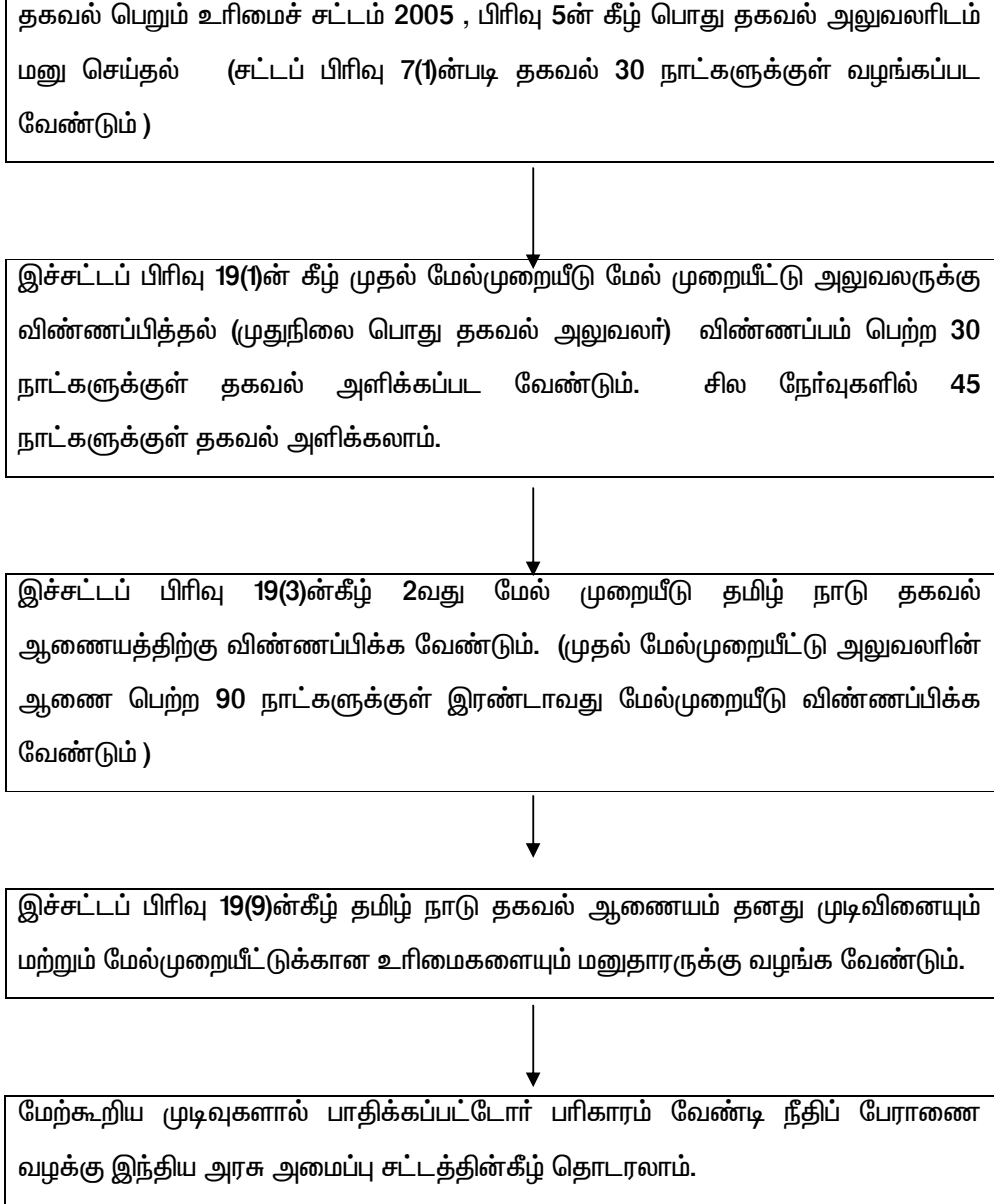 தகவல் பெறும் உரிமைச் சட்டம் 2005 , பிரிவு 5ன் கீழ் பொது தகவல் அலுவலரிடம்
மனு செய்தல் (சட்டப் பிரிவு 7(1)ன்படி தகவல் 30 நாட்களுக்குள் வழங்கப்பட
வேண்டும் )
இச்சட்டப் பிரிவு 19(1)ன் கீழ் முதல் மேல்முறையீடு மேல் முறையீட்டு அலுவலருக்கு
விண்ணப்பித்தல் (முதுநிலை பொது தகவல் அலுவலர்) விண்ணப்பம் பெற்ற 30
நாட்களுக்குள் தகவல் அளிக்கப்பட வேண்டும். சில நேர்வுகளில் 45
நாட்களுக்குள் தகவல் அளிக்கலாம்.
இச்சட்டப் பிரிவு 19(3)ன்கீழ் 2வது மேல் முறையீடு தமிழ் நாடு தகவல்
ஆணையத்திற்கு விண்ணப்பிக்க வேண்டும். (முதல் மேல்முறையீட்டு அலுவலரின்
ஆணை பெற்ற 90 நாட்களுக்குள் இரண்டாவது மேல்முறையீடு விண்ணப்பிக்க
வேண்டும் )
இச்சட்டப் பிரிவு 19(9)ன்கீழ் தமிழ் நாடு தகவல் ஆணையம் தனது முடிவினையும்
மற்றும் மேல்முறையீட்டுக்கான உரிமைகளையும் மனுதாரருக்கு வழங்க வேண்டும்.
மேற்கூறிய முடிவுகளால் பாதிக்கப்பட்டோர் பரிகாரம் வேண்டி நீதிப் பேராணை
வழக்கு இந்திய அரசு அமைப்பு சட்டத்தின்கீழ் தொடரலாம்.